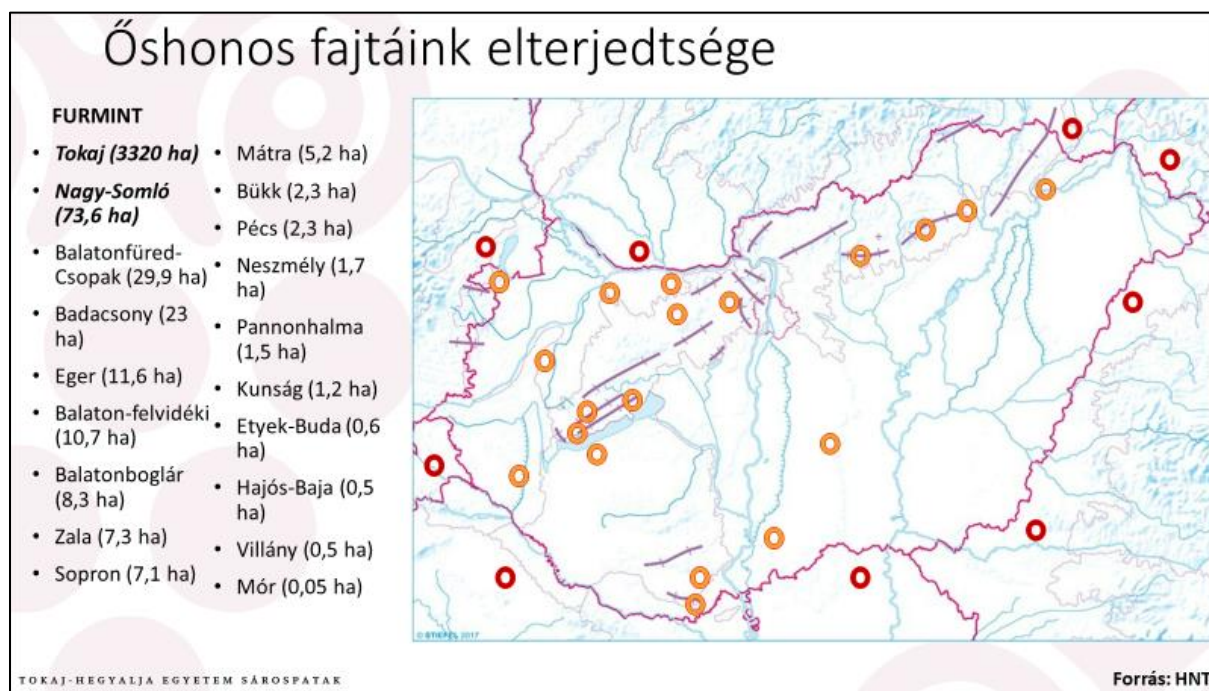 Őshonos fajtáink elterjedtsége
FURMINT
• Tokaj (3320 ha)
• Nagy-Somló
(73,6 ha)
• Balatonfüred-
Csopak (29,9 ha)
• Badacsony (23
ha)
• Eger (11,6 ha)
• Balaton-felvidéki
(10,7 ha)
• Balatonboglár
(8,3 ha)
• Zala (7,3 ha)
• Sopron (7,1 ha)
• Mátra (5,2 ha)
• Bükk (2,3 ha)
• Pécs (2,3 ha)
• Neszmély (1,7
ha)
• Pannonhalma
(1,5 ha)
• Kunság (1,2 ha)
• Etyek-Buda (0,6
ha)
• Hajós-Baja (0,5
ha)
• Villány (0,5 ha)
• Mór (0,05 ha)
© STIEFEL 2017
TOKAJ-HEGYALJA EGYETEM SÁROSPATAK
Forrás: HNT